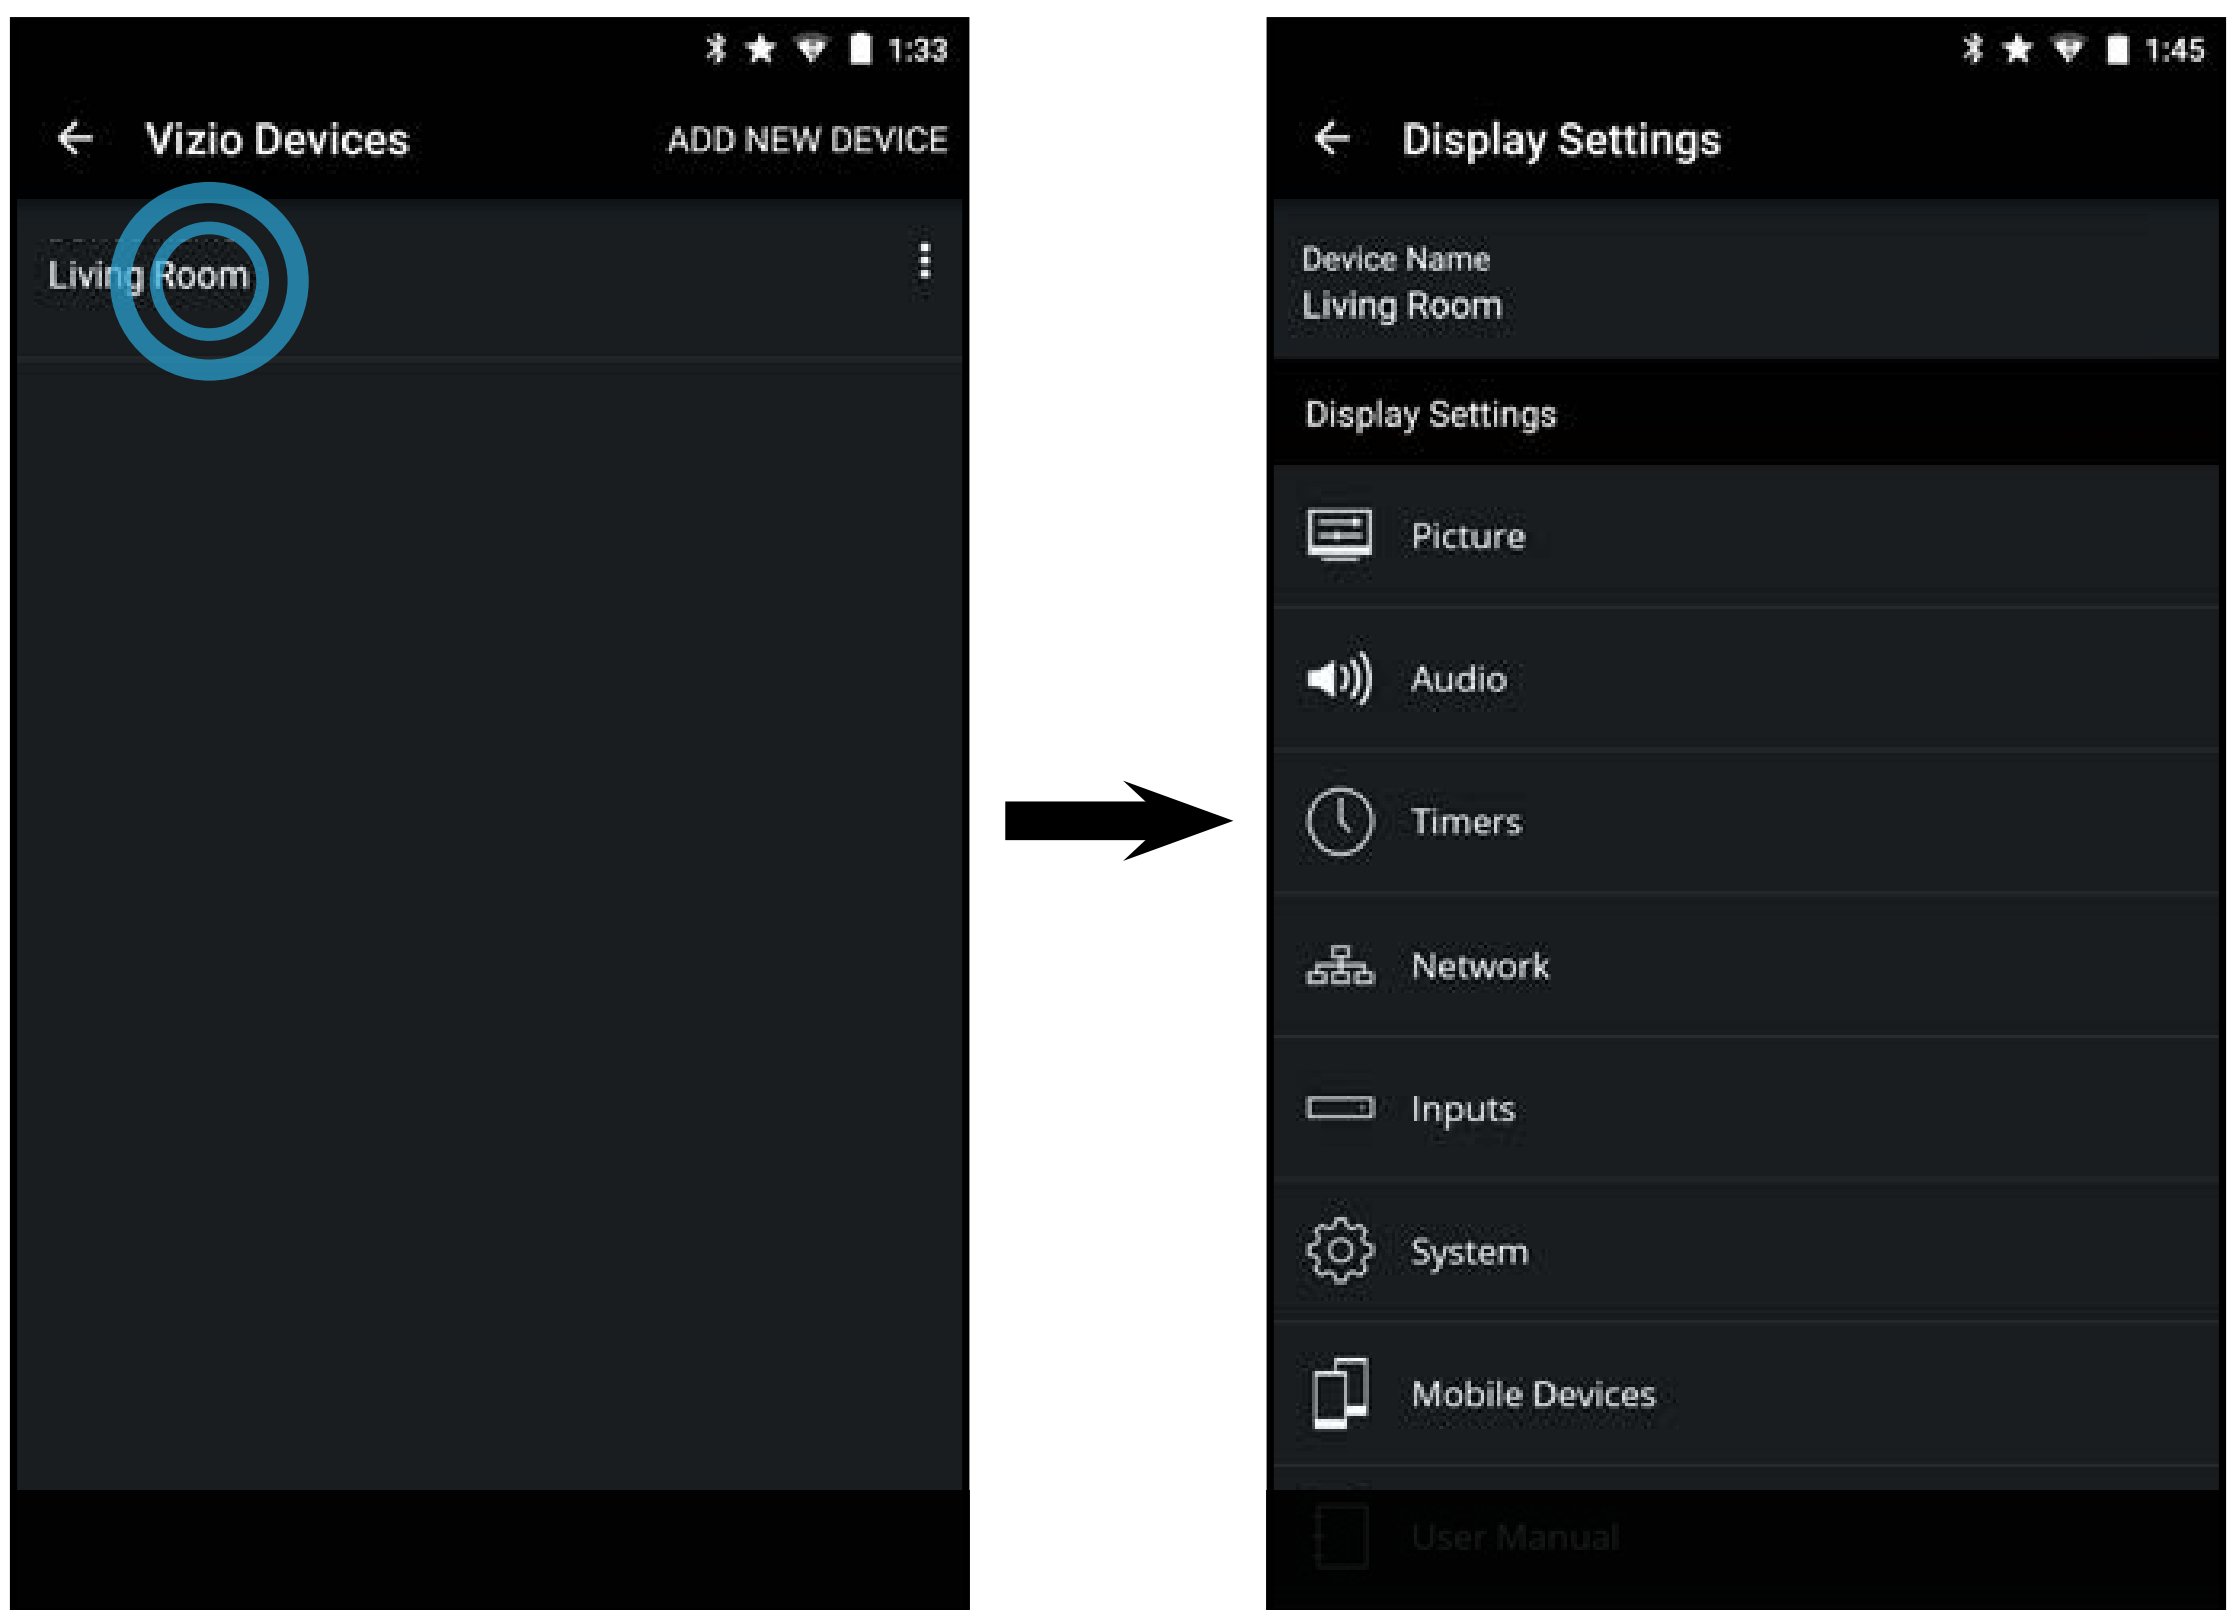 1:33
Vizio Devices
ADD NEW DEVICE
Living Room
1:45
Display Settings
Device Name
Living Room
Display Settings
Picture
Audio
Timers
Network
Inputs
System
Mobile Devices
User Manual